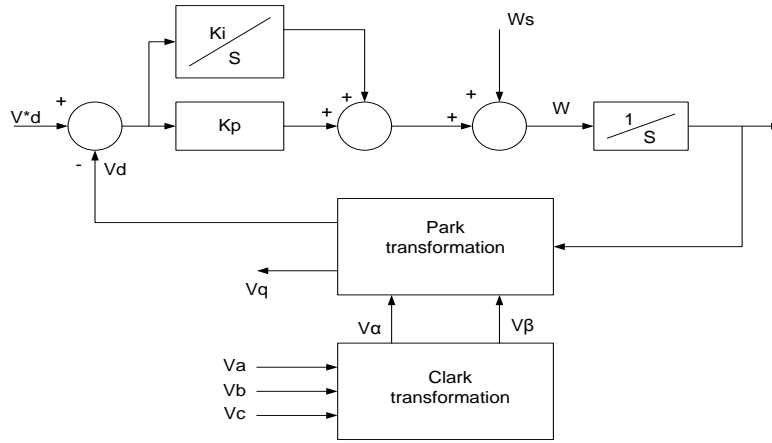 Ws
Ki
S
+
+
+
V*d
Kp
+
+
W
1
S
-
Vd
Park
transformation
Vq
Vα
Vβ
Va
Vb
Vc
Clark
transformation